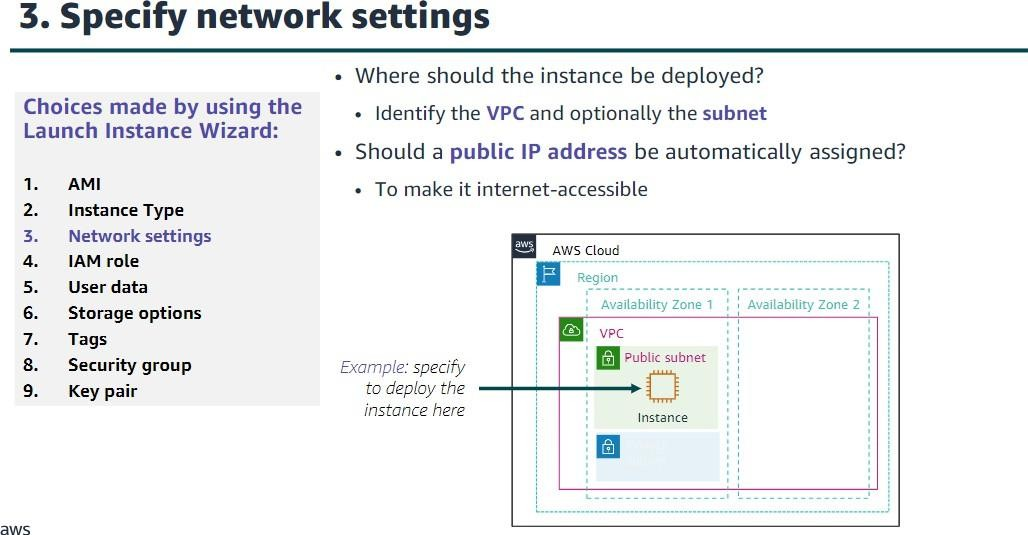 3. Specify network settings
Choices made by using the
Launch Instance Wizard:
1. AMI
2. Instance Type
3. Network settings
4. IAM role
5. User data
6. Storage options
7. Tags
8. Security group
9. Key pair
• Where should the instance be deployed?
• Identify the VPC and optionally the subnet
• Should a public IP address be automatically assigned?
• To make it internet-accessible
Example: specify
to deploy the
instance here
aws
AWS Cloud
Region
Availability Zone 1
Availability Zone 2
VPC
Public subnet
Instance
aws